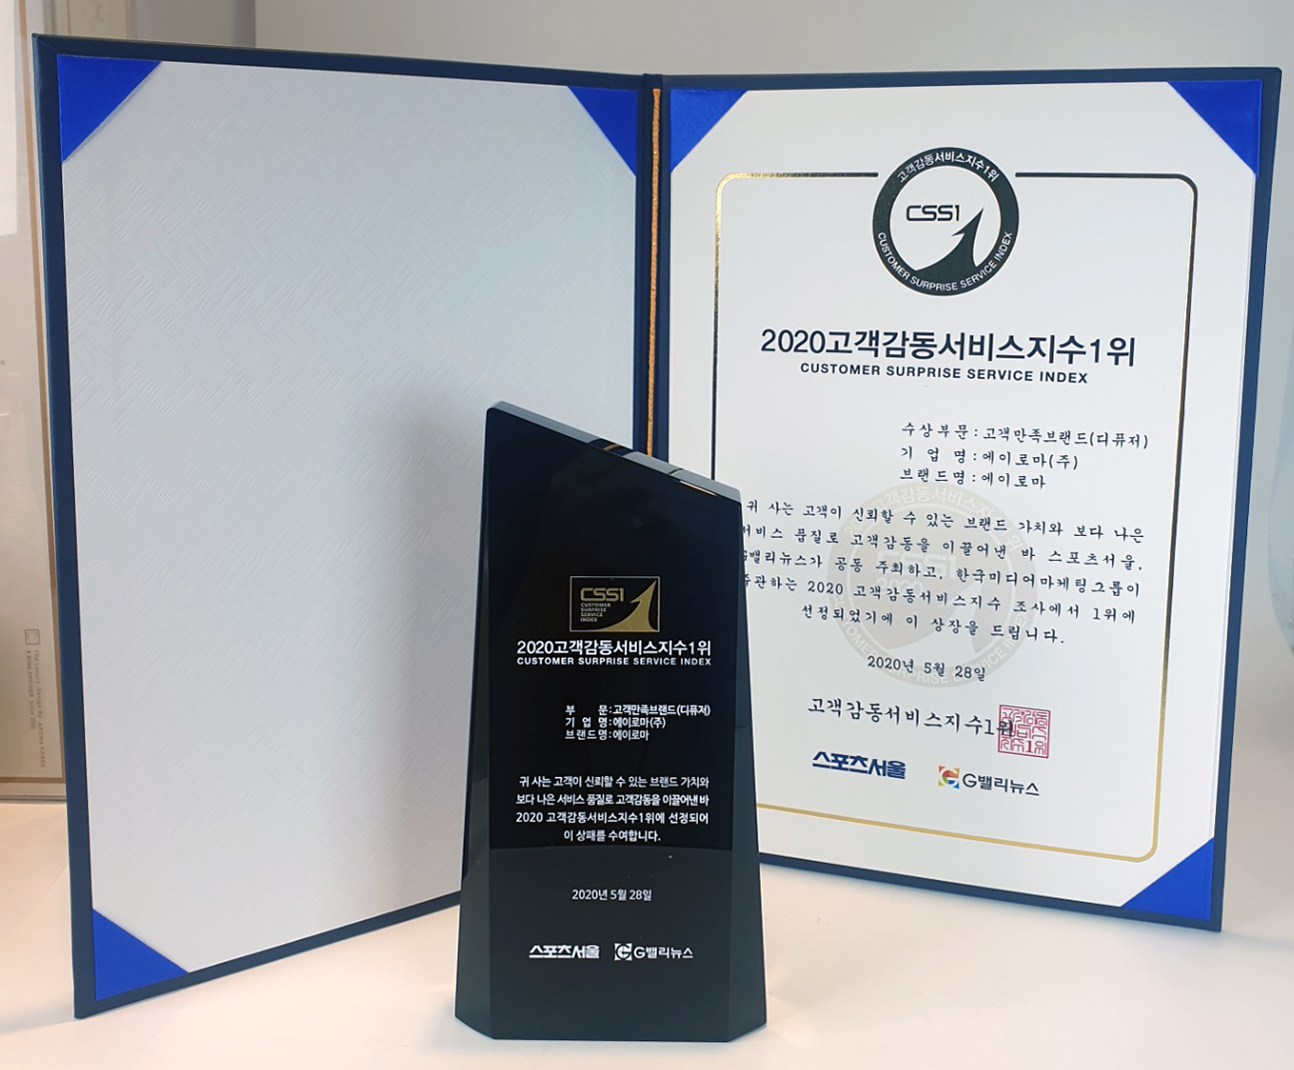 고객감동서비스지수1위
CSS1
CUSTOMER SURPRISE SERVICE INDEX
2020고객감동서비스지수1위
CUSTOMER SURPRISE SERVICE INDEX
수상부문:고객만족브랜드(디퓨저)
기 업 명:에이로마(주)
브랜드명:에이로마
귀 사는 고객이 신뢰할 수 있는 브랜드 가치와 보다 나은
서비스 품질로 고객감동을 이끌어낸 바 스포츠서울,
G밸리뉴스가 공동 주최하고, 한국미디어마케팅그룹이
주관하는 2020 고객감동서비스지수 조사에서 1위에
선정되었기에 이 상장을 드립니다.
2020년 5월 28일
고객감동서비스지수1위
스포츠서울 G밸리뉴스
CSS1
CUSTOMER
SURPRISE
SERVICE
INDEX
2020고객감동서비스지수1위
CUSTOMER SURPRISE SERVICE INDEX
부 문:고객만족브랜드(디퓨저)
기 업 명:에이로마(주)
브랜드명:에이로마
귀 사는 고객이 신뢰할 수 있는 브랜드 가치와
보다 나은 서비스 품질로 고객감동을 이끌어낸 바
2020 고객감동서비스지수1위에 선정되어
이 상패를 수여합니다.
2020년 5월 28일
스포츠서울 G밸리뉴스